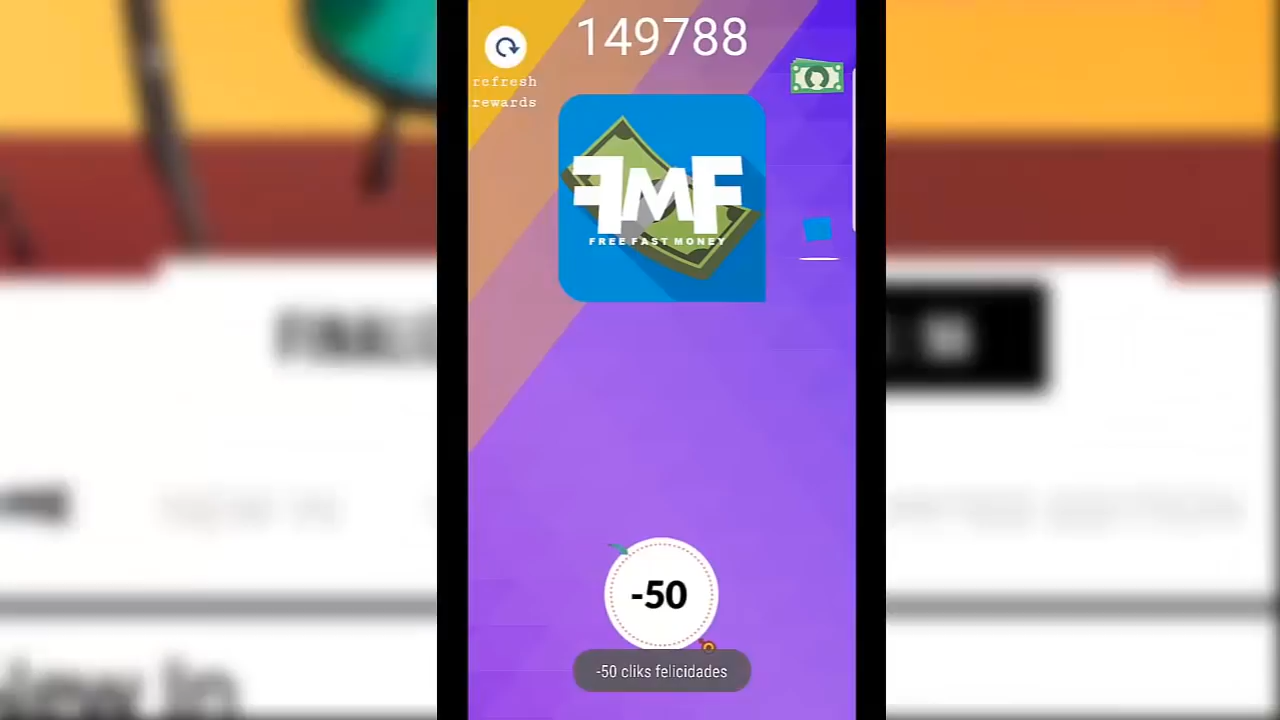 149788
refresh
rewards
FMF
FREE FAST MONEY
-50
-50 cliks felicidades